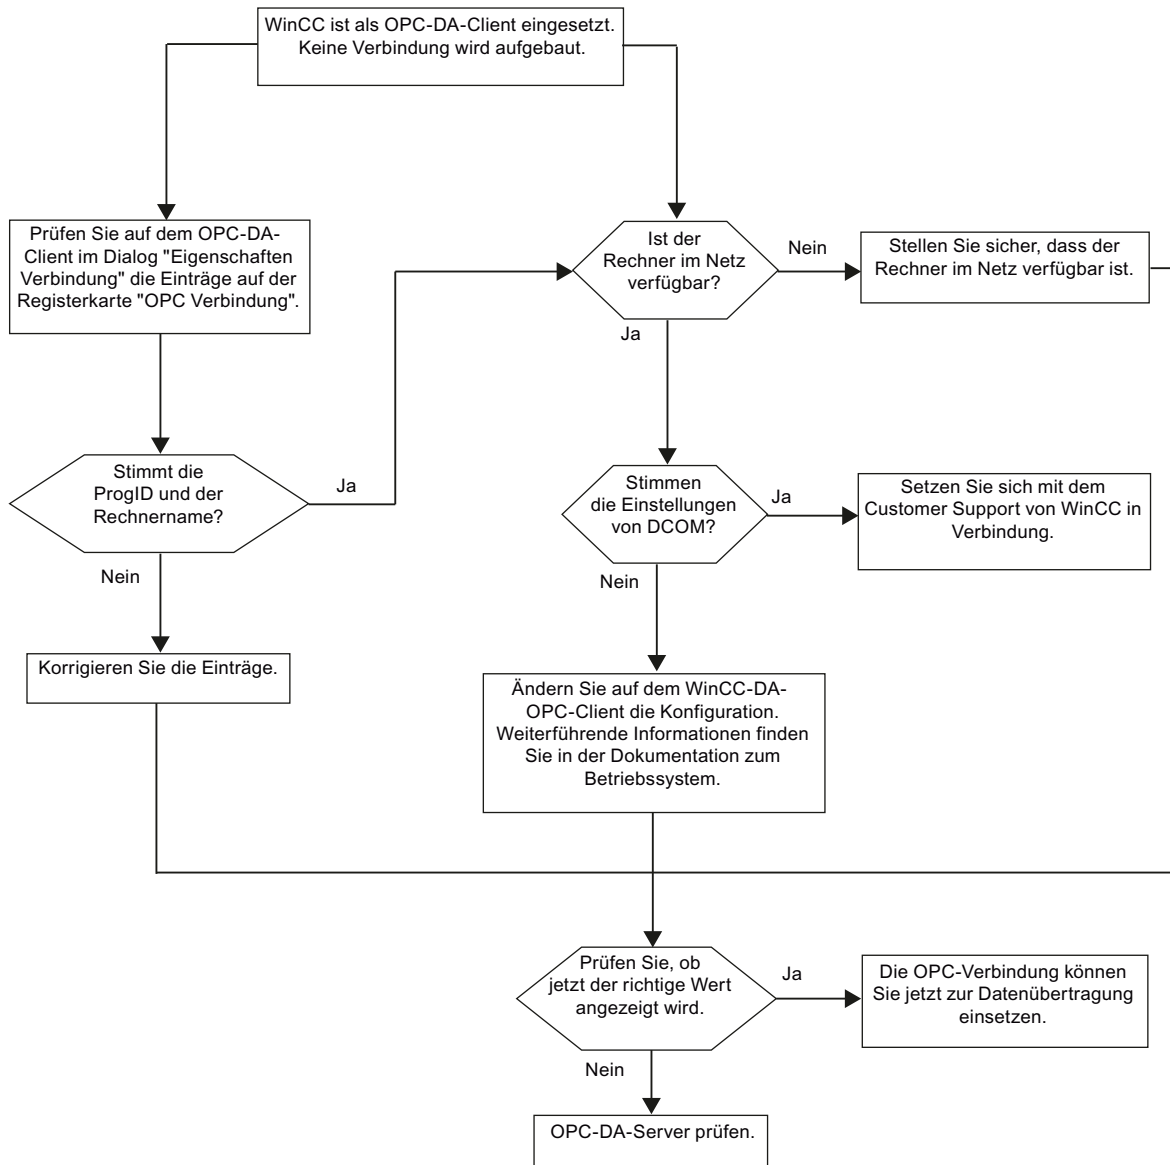 WinCC ist als OPC-DA-Client eingesetzt.
Keine Verbindung wird aufgebaut.
Prüfen Sie auf dem OPC-DA-
Client im Dialog "Eigenschaften
Verbindung" die Einträge auf der
Registerkarte "OPC Verbindung".
Ist der
Rechner im Netz
verfügbar?
Nein
Stellen Sie sicher, dass der
Rechner im Netz verfügbar ist.
Ja
Stimmt die
ProgID und der
Rechnername?
Ja
Stimmen
die Einstellungen
von DCOM?
Ja
Setzen Sie sich mit dem
Customer Support von WinCC in
Verbindung.
Nein
Nein
Korrigieren Sie die Einträge.
Ändern Sie auf dem WinCC-DA-
OPC-Client die Konfiguration.
Weiterführende Informationen finden
Sie in der Dokumentation zum
Betriebssystem.
Prüfen Sie, ob
jetzt der richtige Wert
angezeigt wird.
Ja
Die OPC-Verbindung können
Sie jetzt zur Datenübertragung
einsetzen.
Nein
OPC-DA-Server prüfen.